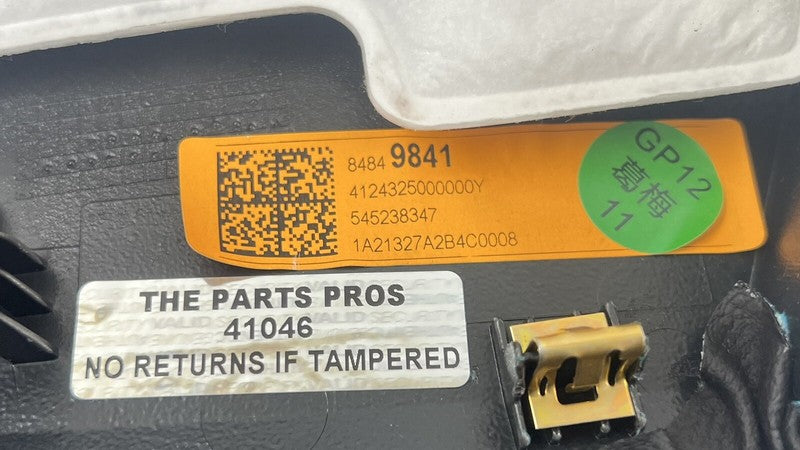 8484 9841
4124325000000Y
545238347
1A21327A2B4C0008
GP12
葛梅
11
THE PARTS PROS
41046
NO RETURNS IF TAMPERED